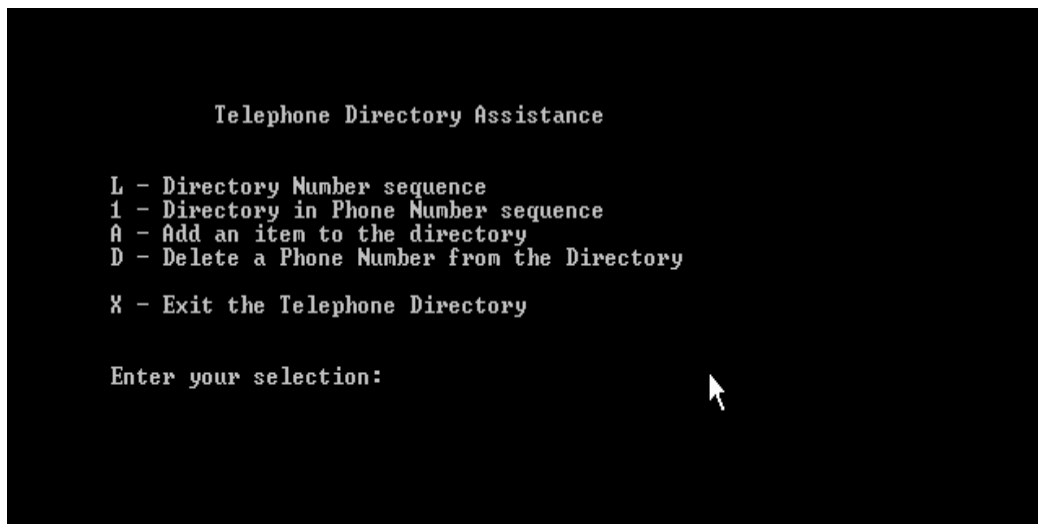 Telephone Directory Assistance
L - Directory Number sequence
1 - Directory in Phone Number sequence
A - Add an item to the directory
D - Delete a Phone Number from the Directory
X - Exit the Telephone Directory
Enter your selection: